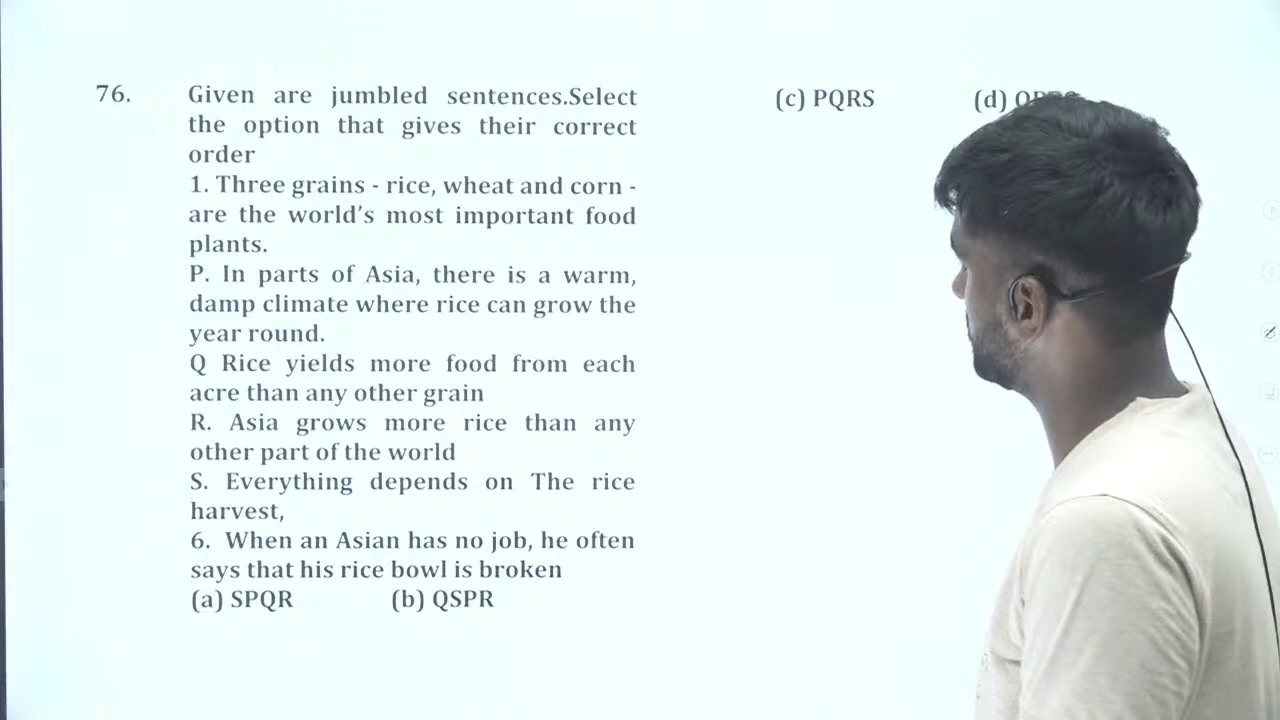 76. Given are jumbled sentences.Select
the option that gives their correct
order
1. Three grains - rice, wheat and corn -
are the world's most important food
plants.
P. In parts of Asia, there is a warm,
damp climate where rice can grow the
year round.
Q Rice yields more food from each
acre than any other grain
R. Asia grows more rice than any
other part of the world
S. Everything depends on The rice
harvest,
6. When an Asian has no job, he often
says that his rice bowl is broken
(a) SPQR (b) QSPR
(c) PQRS (d)